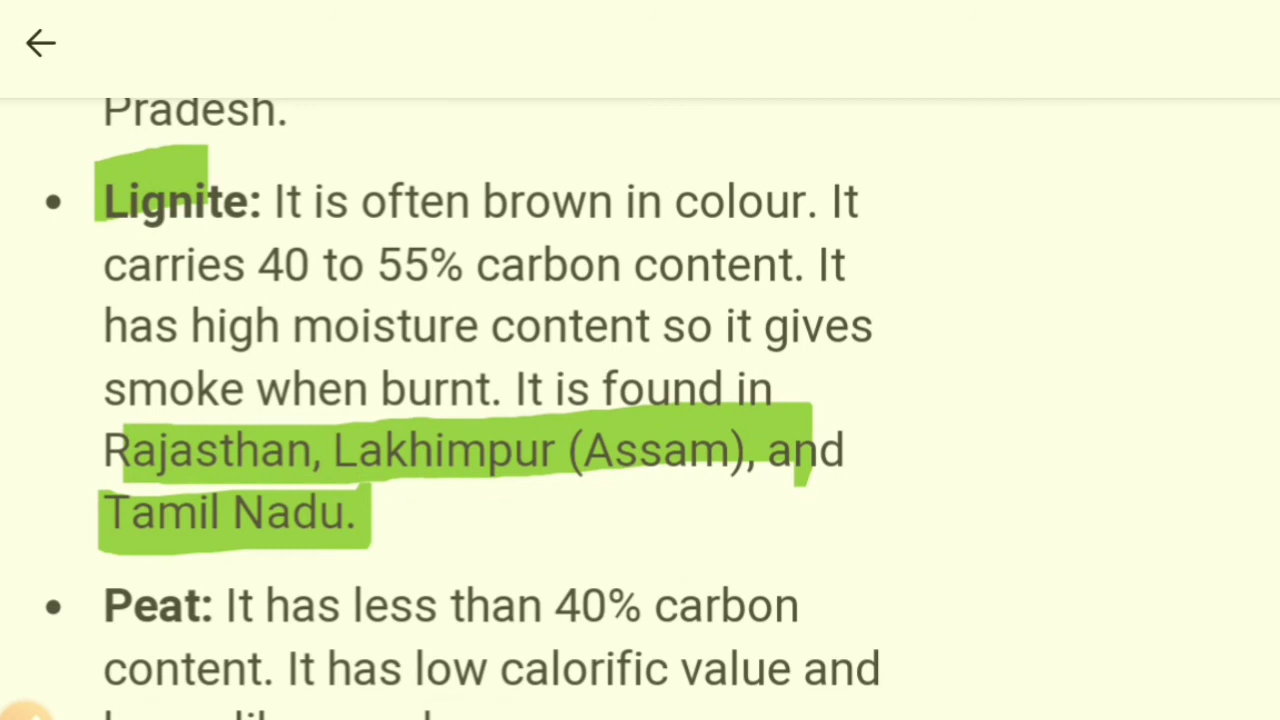 Pradesh.
• Lignite: It is often brown in colour. It
carries 40 to 55% carbon content. It
has high moisture content so it gives
smoke when burnt. It is found in
Rajasthan, Lakhimpur (Assam), and
Tamil Nadu.
• Peat: It has less than 40% carbon
content. It has low calorific value and